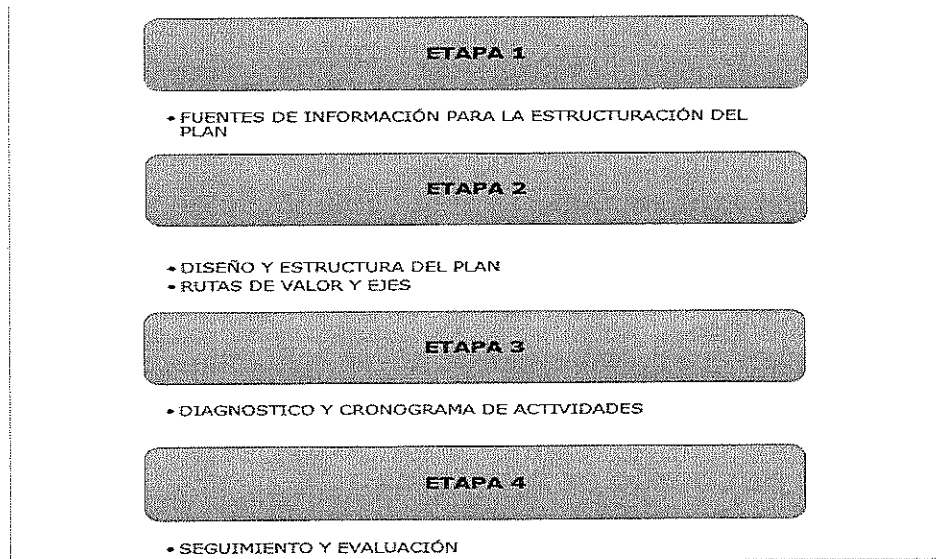 ETAPA 1
• FUENTES DE INFORMACIÓN PARA LA ESTRUCTURACIÓN DEL
PLAN
ETAPA 2
• DISEÑO Y ESTRUCTURA DEL PLAN
• RUTAS DE VALOR Y EJES
ETAPA 3
• DIAGNOSTICO Y CRONOGRAMA DE ACTIVIDADES
ETAPA 4
• SEGUIMIENTO Y EVALUACIÓN